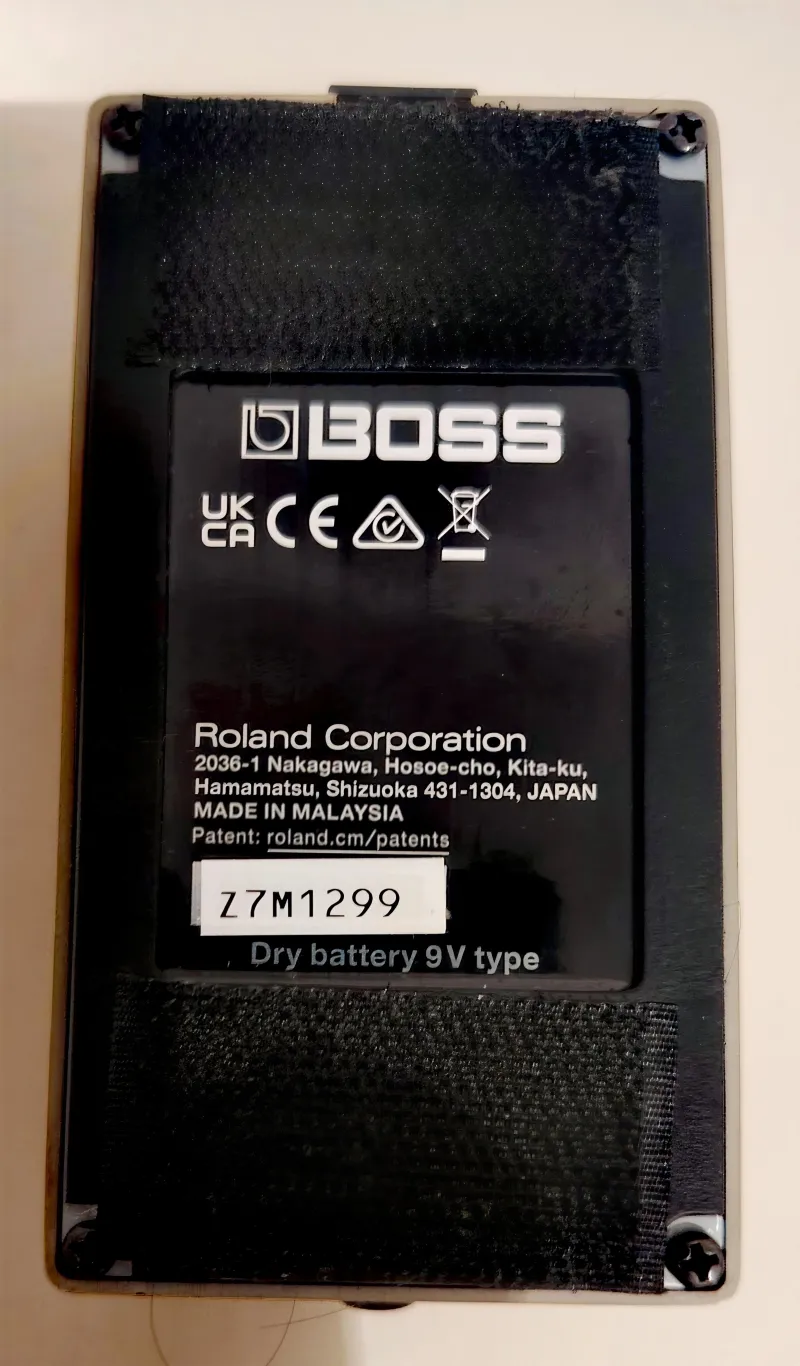 BOSS
UK
CA CE
Roland Corporation
2036-1 Nakagawa, Hosoe-cho, Kita-ku,
Hamamatsu, Shizuoka 431-1304, JAPAN
MADE IN MALAYSIA
Patent: roland.cm/patents
Z7M1299
Dry battery 9V type